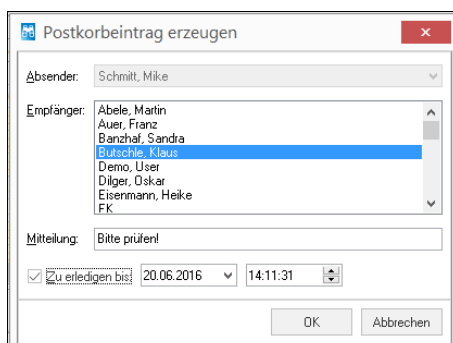 Postkorbeintrag erzeugen
Absender: Schmitt, Mike
Empfänger: Abele, Martin
Auer, Franz
Banzhaf, Sandra
Butschle, Klaus
Demo, User
Dilger, Oskar
Eisenmann, Heike
FK
Mitteilung: Bitte prüfen!
Zu erledigen bis: 20.06.2016 14:11:31
OK Abbrechen